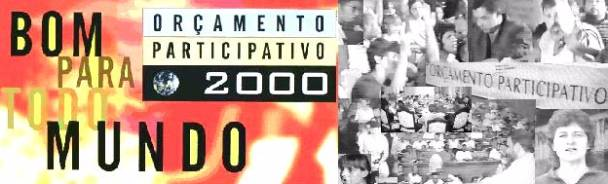 BOM
PARA
TODO
MUNDO
ORÇAMENTO
PARTICIPATIVO
2000
ORÇAMENTO PARTICIPATIVO